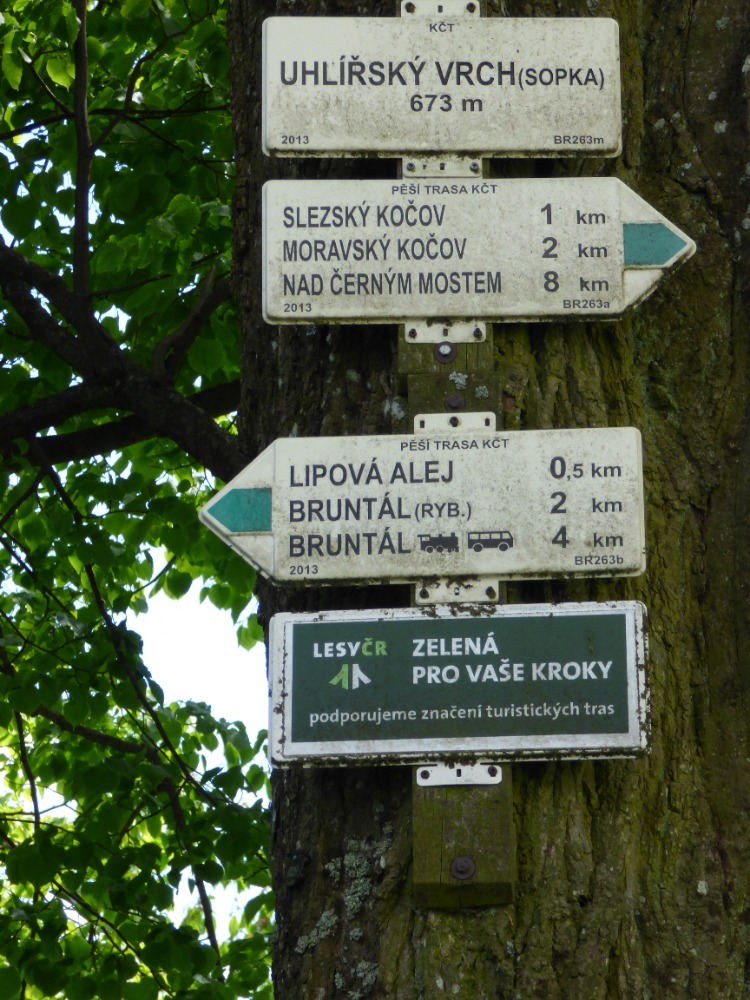 KČT
UHLÍŘSKÝ VRCH (SOPKA)
673 m
2013 BR263m
PĚŠÍ TRASA KČT
SLEZSKÝ KOČOV 1 km
MORAVSKÝ KOČOV 2 km
NAD ČERNÝM MOSTEM 8 km
2013 BR263a
PĚŠÍ TRASA KČT
LIPOVÁ ALEJ 0,5 km
BRUNTÁL (RYB.) 2 km
BRUNTÁL 4 km
2013 BR263b
LESYČR ZELENÁ
PRO VAŠE KROKY
podporujeme značení turistických tras